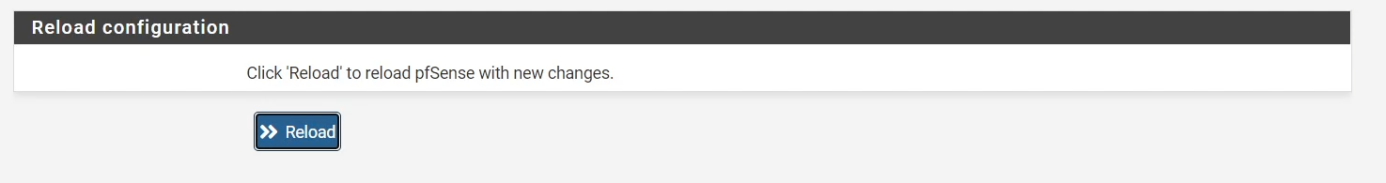 Reload configuration
Click 'Reload' to reload pfSense with new changes.
Reload